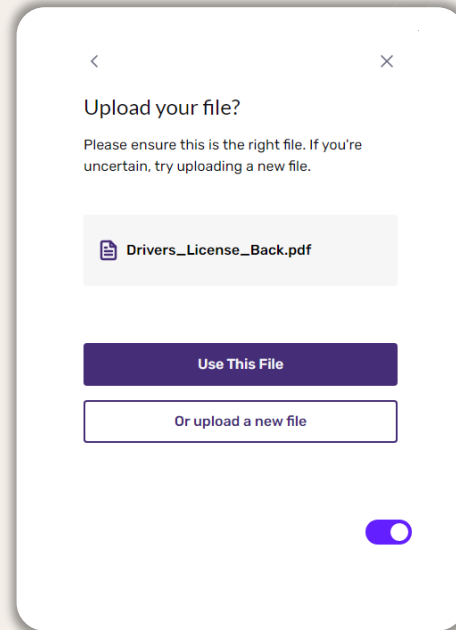 Upload your file?
Please ensure this is the right file. If you're
uncertain, try uploading a new file.
Drivers_License_Back.pdf
Use This File
Or upload a new file